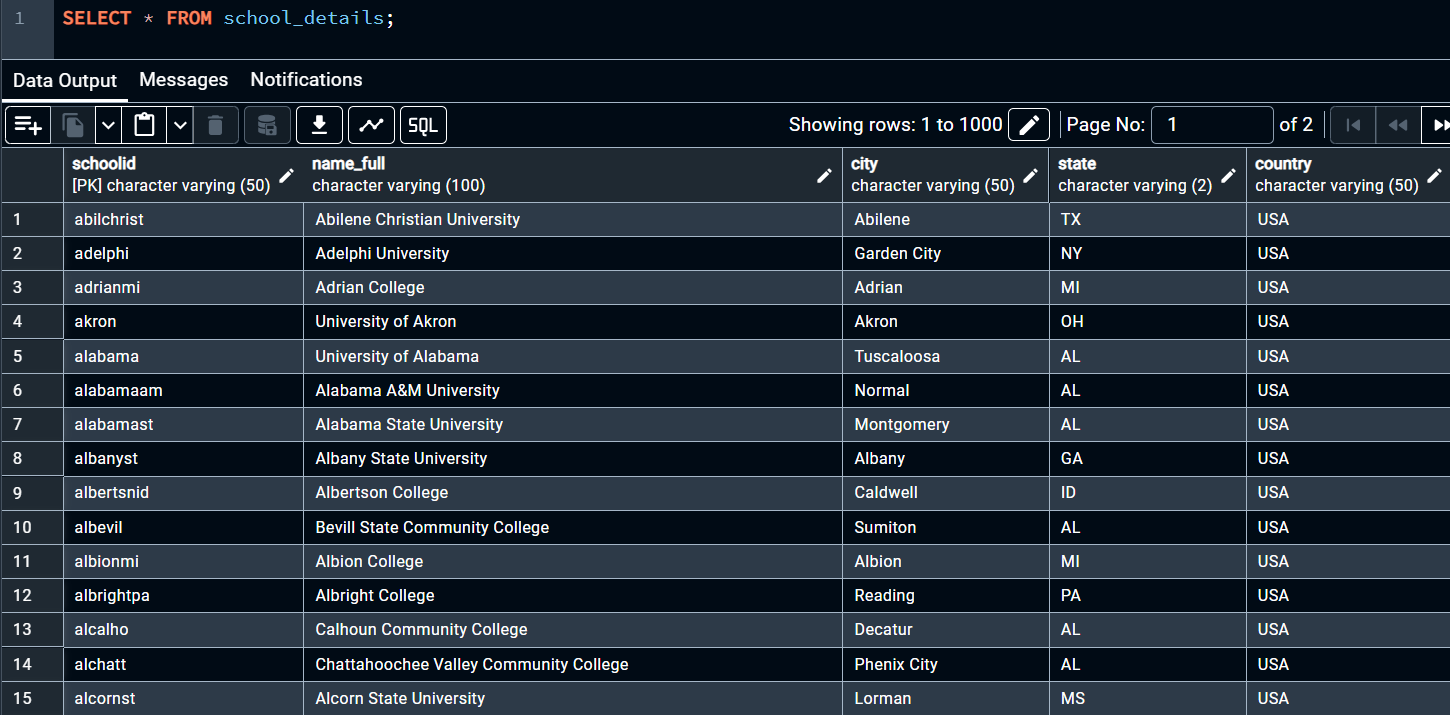 1 SELECT * FROM school_details;
Data Output Messages Notifications
SQL Showing rows: 1 to 1000 Page No: 1 of 2
schoolid name_full city state country
[PK] character varying (50) character varying (100) character varying (50) character varying (2) character varying (50)
1 abilchrist Abilene Christian University Abilene TX USA
2 adelphi Adelphi University Garden City NY USA
3 adrianmi Adrian College Adrian MI USA
4 akron University of Akron Akron OH USA
5 alabama University of Alabama Tuscaloosa AL USA
6 alabamaam Alabama A&M University Normal AL USA
7 alabamast Alabama State University Montgomery AL USA
8 albanyst Albany State University Albany GA USA
9 albertsnid Albertson College Caldwell ID USA
10 albevil Bevill State Community College Sumiton AL USA
11 albionmi Albion College Albion MI USA
12 albrightpa Albright College Reading PA USA
13 alcalho Calhoun Community College Decatur AL USA
14 alchatt Chattahoochee Valley Community College Phenix City AL USA
15 alcornst Alcorn State University Lorman MS USA